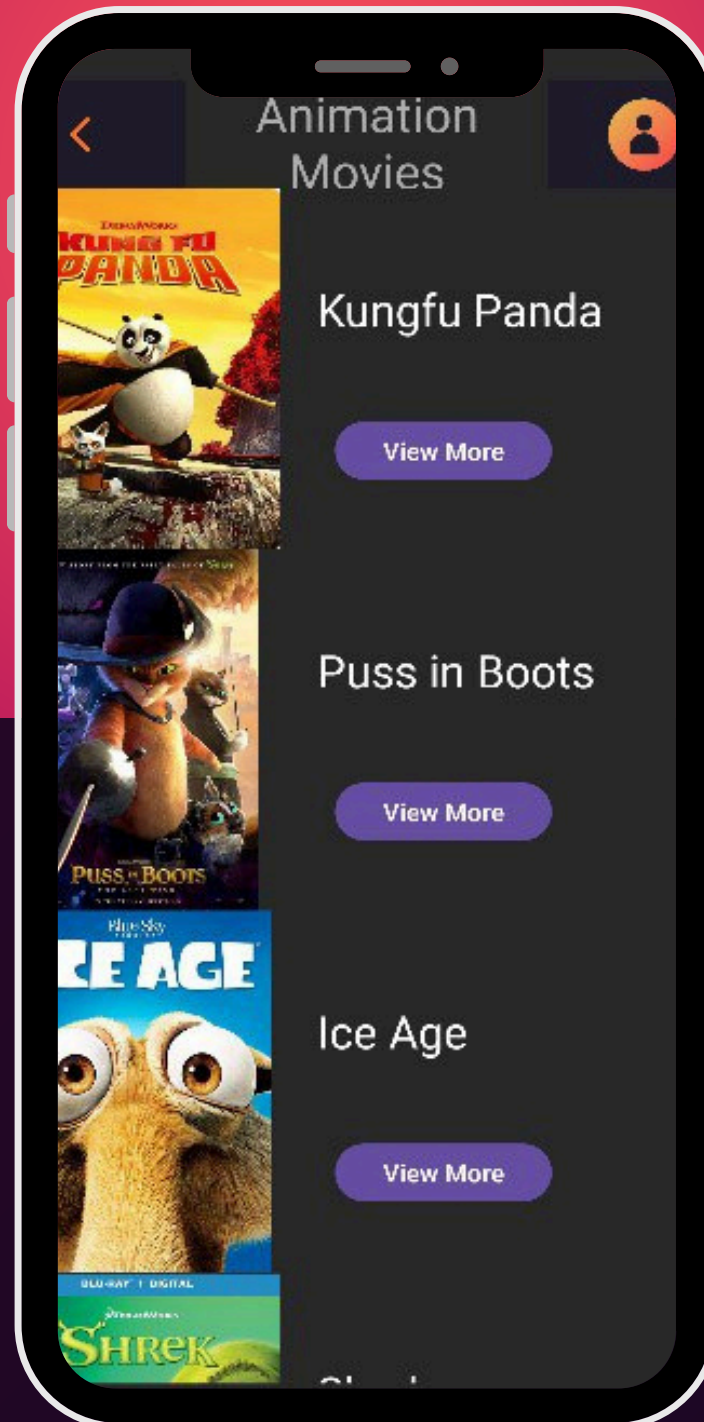 Animation
Movies
DREAMWORKS
KUNG FU
PANDA
Kungfu Panda
View More
Puss in Boots
View More
PUSS IN BOOTS
Blue Sky
ICE AGE
Ice Age
View More
BLU-RAY + DIGITAL
DREAMWORKS
SHREK